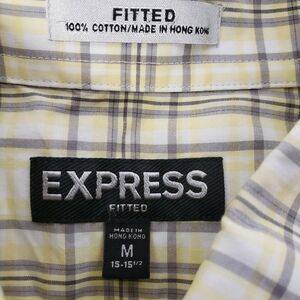 FITTED
100% COTTON/MADE IN HONG KONG
EXPRESS
FITTED
MADE IN
HONG KONG
M
15-15 1/2